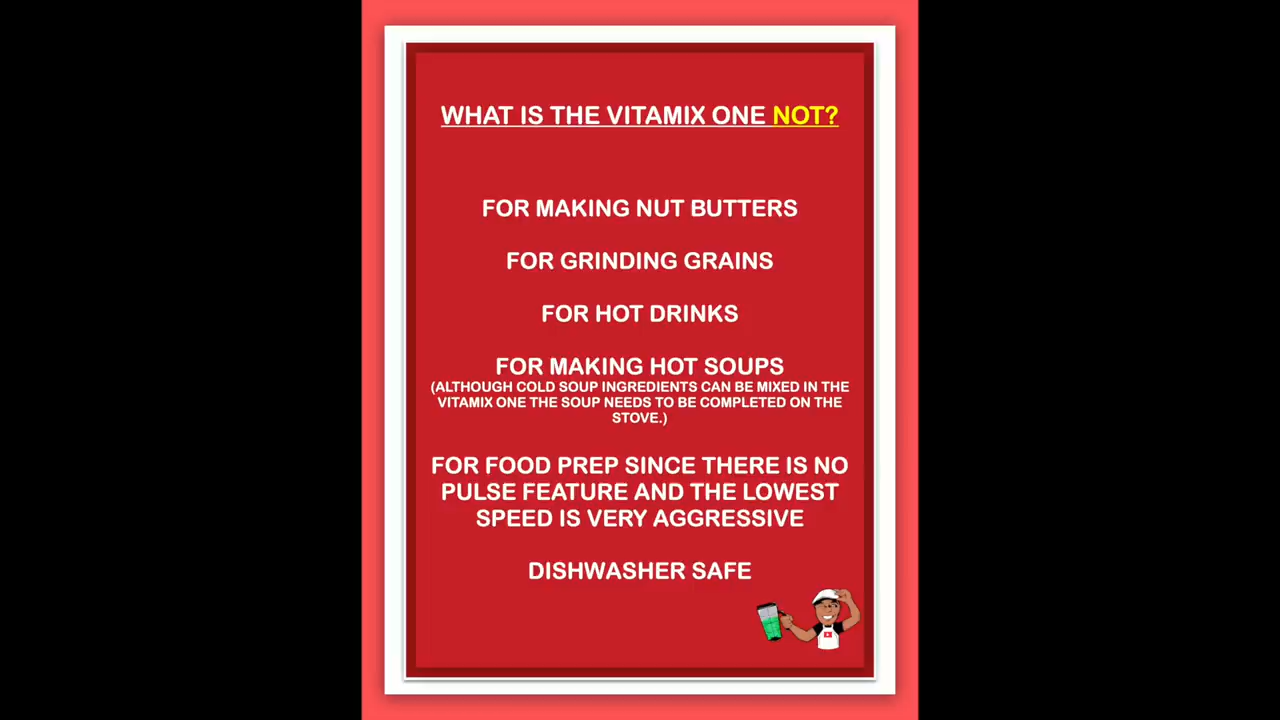 WHAT IS THE VITAMIX ONE NOT?
FOR MAKING NUT BUTTERS
FOR GRINDING GRAINS
FOR HOT DRINKS
FOR MAKING HOT SOUPS
(ALTHOUGH COLD SOUP INGREDIENTS CAN BE MIXED IN THE
VITAMIX ONE THE SOUP NEEDS TO BE COMPLETED ON THE
STOVE.)
FOR FOOD PREP SINCE THERE IS NO
PULSE FEATURE AND THE LOWEST
SPEED IS VERY AGGRESSIVE
DISHWASHER SAFE